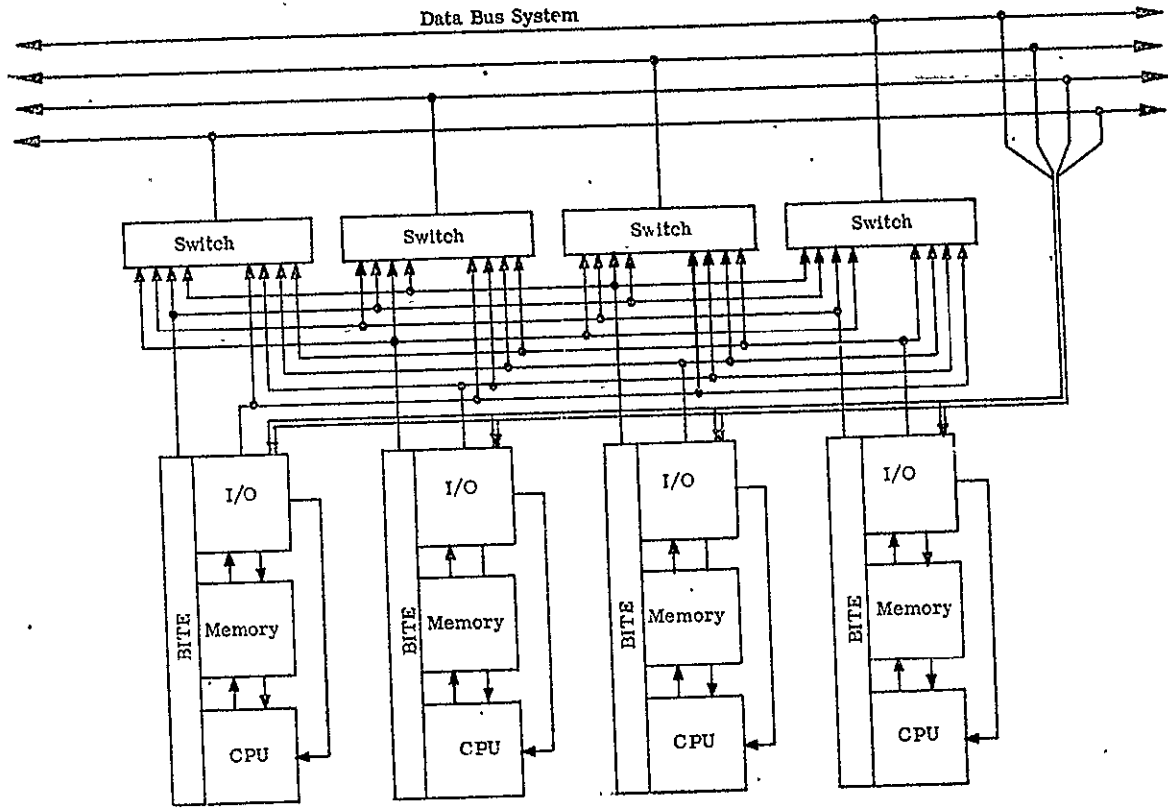 Data Bus System
Switch
Switch
Switch
Switch
I/O
I/O
I/O
I/O
BITE
Memory
BITE
Memory
BITE
Memory
BITE
Memory
CPU
CPU
CPU
CPU